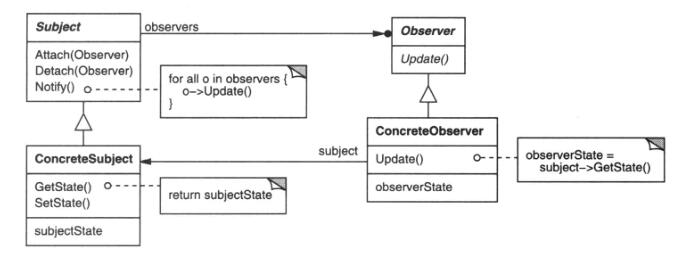 Subject
observers
Observer
Attach(Observer)
Detach(Observer)
Notify()
for all o in observers {
o->Update()
}
Update()
ConcreteSubject
GetState()
SetState()
subjectState
return subjectState
subject
ConcreteObserver
Update()
observerState
observerState =
subject->GetState()